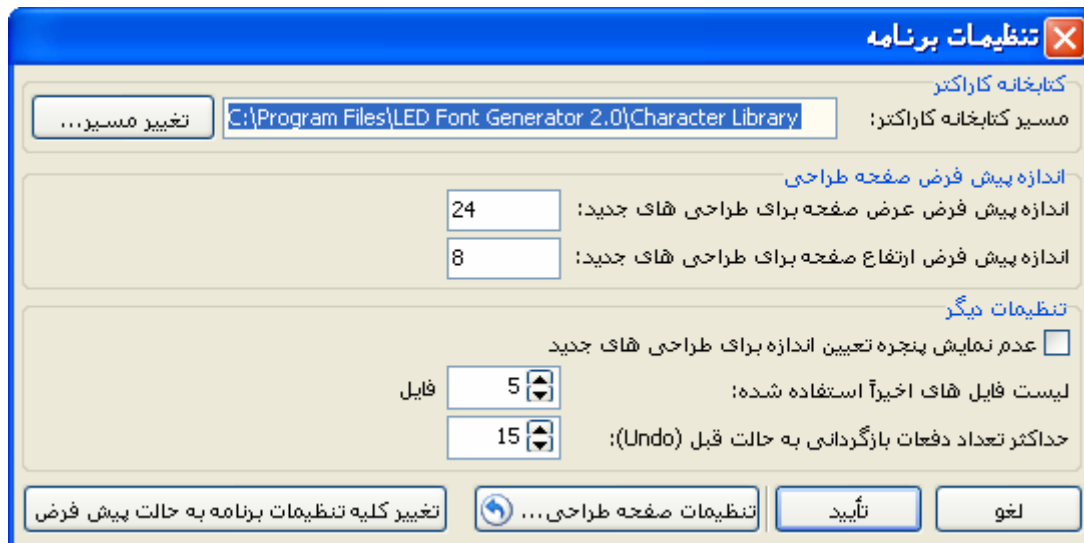 تنظیمات برنامه
کتابخانه کاراکتر
مسیر کتابخانه کاراکتر: C:\Program Files\LED Font Generator 2.0\Character Library تغییر مسیر...
اندازه پیش فرض صفحه طراحی
اندازه پیش فرض عرض صفحه برای طراحی های جدید: 24
اندازه پیش فرض ارتفاع صفحه برای طراحی های جدید: 8
تنظیمات دیگر
عدم نمایش پنجره تعیین اندازه برای طراحی های جدید
لیست فایل های اخیرآ استفاده شده: 5 فایل
حداکثر تعداد دفعات بازگردانی به حالت قبل (Undo): 15
لغو تأیید تنظیمات صفحه طراحی... تغییر کلیه تنظیمات برنامه به حالت پیش فرض